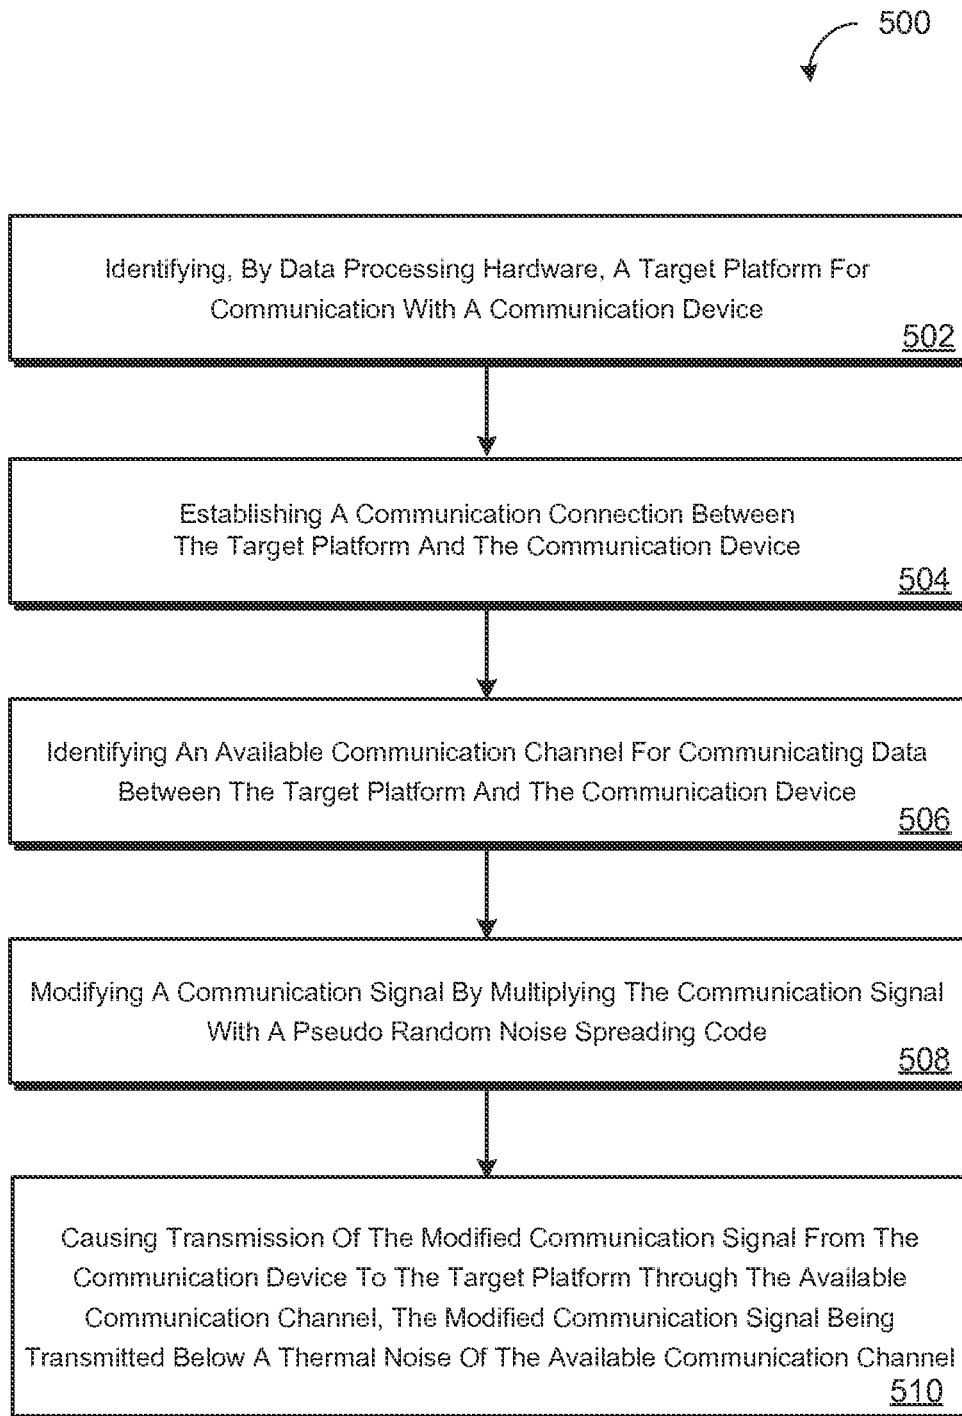 500
Identifying, By Data Processing Hardware, A Target Platform For
Communication With A Communication Device
502
Establishing A Communication Connection Between
The Target Platform And The Communication Device
504
Identifying An Available Communication Channel For Communicating Data
Between The Target Platform And The Communication Device
506
Modifying A Communication Signal By Multiplying The Communication Signal
With A Pseudo Random Noise Spreading Code
508
Causing Transmission Of The Modified Communication Signal From The
Communication Device To The Target Platform Through The Available
Communication Channel, The Modified Communication Signal Being
Transmitted Below A Thermal Noise Of The Available Communication Channel
510